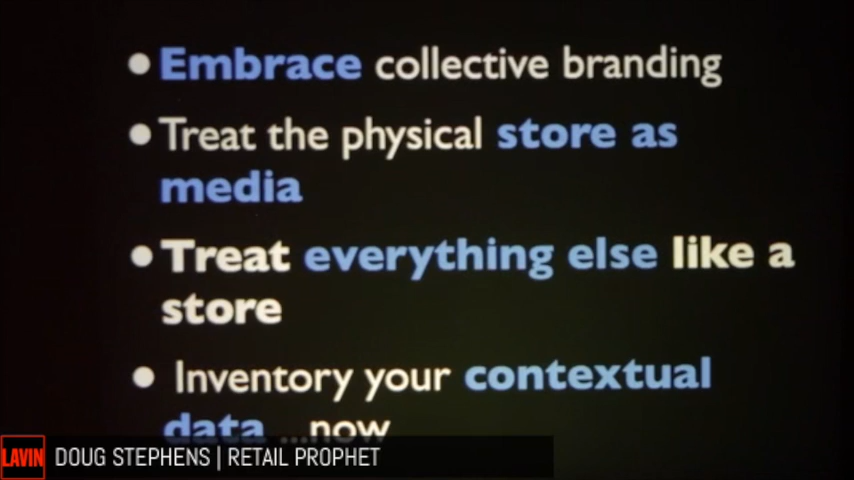 • Embrace collective branding
• Treat the physical store as
media
• Treat everything else like a
store
• Inventory your contextual
data ...now
LAVIN DOUG STEPHENS | RETAIL PROPHET